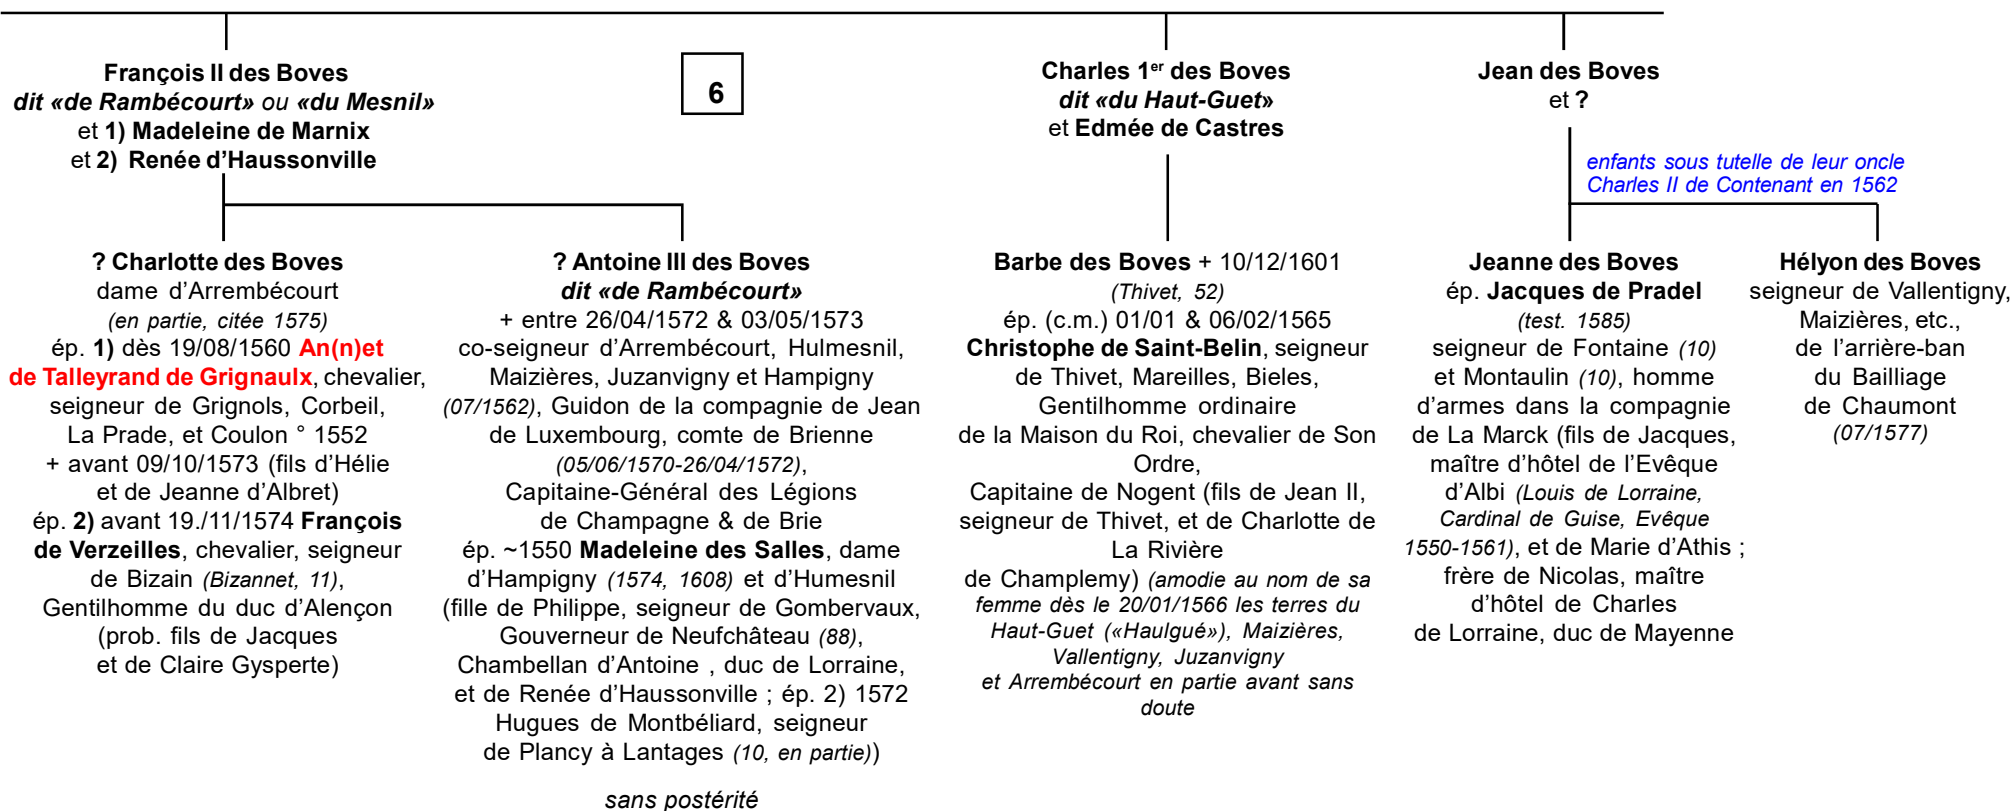 François II des Boves
dit «de Rambécourt» ou «du Mesnil»
et 1) Madeleine de Marnix
et 2) Renée d'Haussonville
6
Charles 1er des Boves
dit «du Haut-Guet»
et Edmée de Castres
Jean des Boves
et ?
enfants sous tutelle de leur oncle
Charles II de Contenant en 1562
? Charlotte des Boves
dame d'Arrembécourt
(en partie, citée 1575)
ép. 1) dès 19/08/1560 An(n)et
de Talleyrand de Grignaulx, chevalier,
seigneur de Grignols, Corbeil,
La Prade, et Coulon ° 1552
+ avant 09/10/1573 (fils d'Hélie
et de Jeanne d'Albret)
ép. 2) avant 19./11/1574 François
de Verzeilles, chevalier, seigneur
de Bizain (Bizannet, 11),
Gentilhomme du duc d'Alençon
(prob. fils de Jacques
et de Claire Gysperte)
? Antoine III des Boves
dit «de Rambécourt»
+ entre 26/04/1572 & 03/05/1573
co-seigneur d'Arrembécourt, Hulmesnil,
Maizières, Juzanvigny et Hampigny
(07/1562), Guidon de la compagnie de Jean
de Luxembourg, comte de Brienne
(05/06/1570-26/04/1572),
Capitaine-Général des Légions
de Champagne & de Brie
ép. ~1550 Madeleine des Salles, dame
d'Hampigny (1574, 1608) et d'Humesnil
(fille de Philippe, seigneur de Gombervaux,
Gouverneur de Neufchâteau (88),
Chambellan d'Antoine , duc de Lorraine,
et de Renée d'Haussonville ; ép. 2) 1572
Hugues de Montbéliard, seigneur
de Plancy à Lantages (10, en partie))
sans postérité
Barbe des Boves + 10/12/1601
(Thivet, 52)
ép. (c.m.) 01/01 & 06/02/1565
Christophe de Saint-Belin, seigneur
de Thivet, Mareilles, Bieles,
Gentilhomme ordinaire
de la Maison du Roi, chevalier de Son
Ordre,
Capitaine de Nogent (fils de Jean II,
seigneur de Thivet, et de Charlotte de
La Rivière
de Champlemy) (amodie au nom de sa
femme dès le 20/01/1566 les terres du
Haut-Guet («Haulgué»), Maizières,
Vallentigny, Juzanvigny
et Arrembécourt en partie avant sans
doute
Jeanne des Boves
ép. Jacques de Pradel
(test. 1585)
seigneur de Fontaine (10)
et Montaulin (10), homme
d'armes dans la compagnie
de La Marck (fils de Jacques,
maître d'hôtel de l'Evêque
d'Albi (Louis de Lorraine,
Cardinal de Guise, Evêque
1550-1561), et de Marie d'Athis ;
frère de Nicolas, maître
d'hôtel de Charles
de Lorraine, duc de Mayenne
Hélyon des Boves
seigneur de Vallentigny,
Maizières, etc.,
de l'arrière-ban
du Bailliage
de Chaumont
(07/1577)